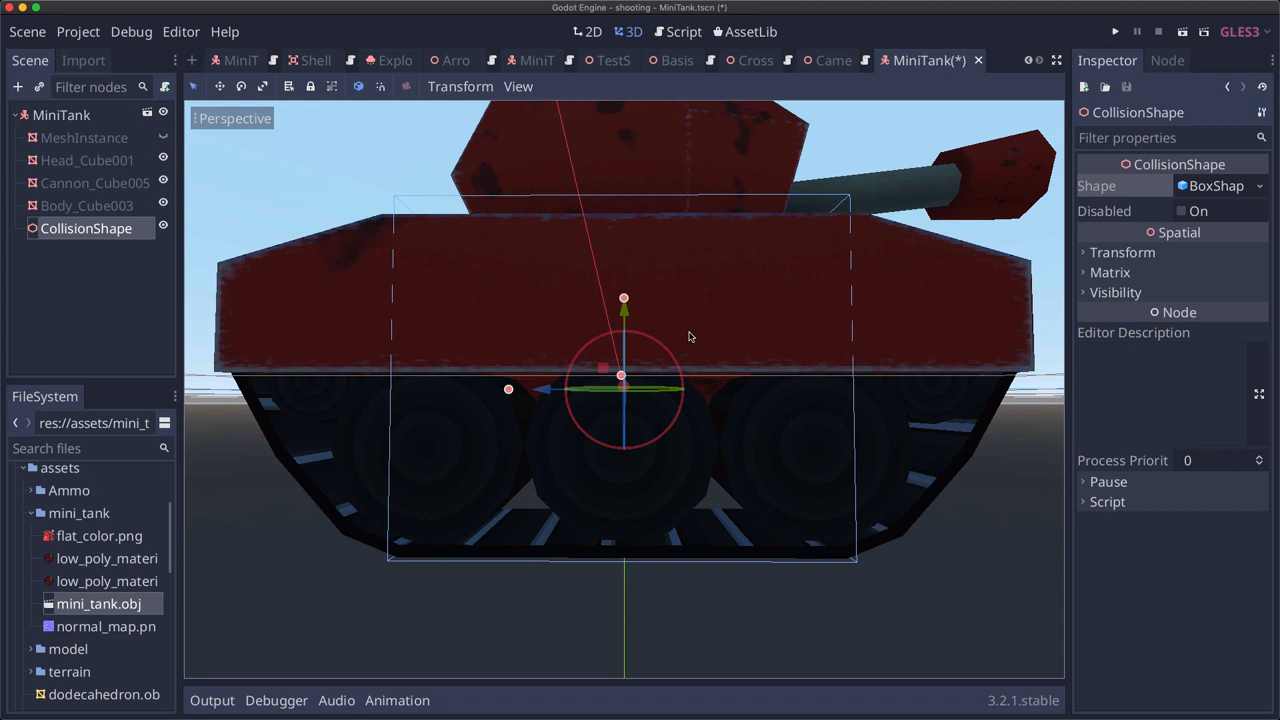 Godot Engine - shooting - MiniTank.tscn (*)
Scene Project Debug Editor Help
2D 3D Script AssetLib
GLES3
Scene Import
MiniT Shell Explo Arro MiniT TestS Basis Cross Came MiniTank(*)
Inspector Node
Filter nodes
Transform View
MiniTank
MeshInstance
Head_Cube001
Cannon_Cube005
Body_Cube003
CollisionShape
Perspective
CollisionShape
Filter properties
CollisionShape
Shape BoxShap
Disabled On
Spatial
Transform
Matrix
Visibility
Node
Editor Description
Process Priorit 0
Pause
Script
FileSystem
res://assets/mini_t
Search files
assets
Ammo
mini_tank
flat_color.png
low_poly_materi
low_poly_materi
mini_tank.obj
normal_map.pn
model
terrain
dodecahedron.ob
Output Debugger Audio Animation
3.2.1.stable